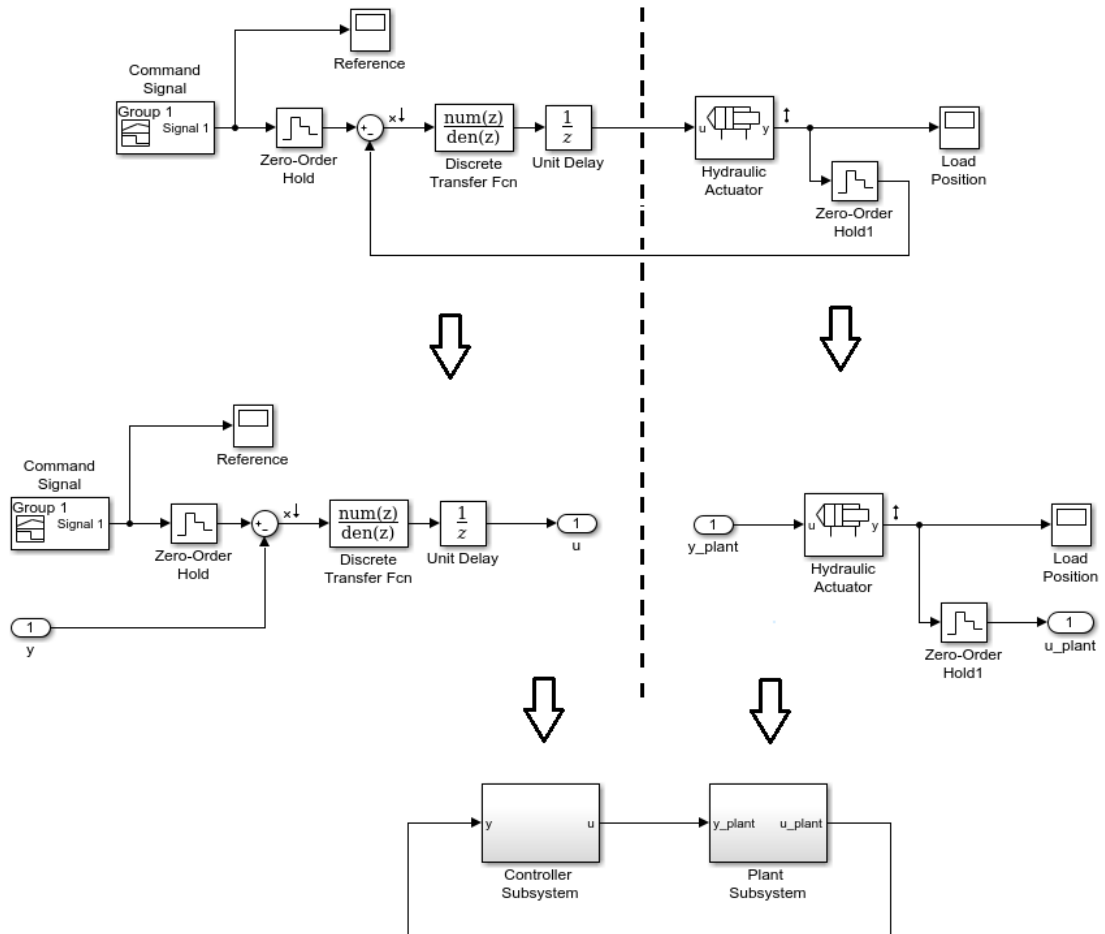 Reference
Command
Signal
Group 1
Signal 1
Zero-Order
Hold
+
-
×
num(z)
den(z)
Discrete
Transfer Fcn
1
z
Unit Delay
u
y
Hydraulic
Actuator
Load
Position
Zero-Order
Hold1
Reference
Command
Signal
Group 1
Signal 1
Zero-Order
Hold
+
-
×
num(z)
den(z)
Discrete
Transfer Fcn
1
z
Unit Delay
1
u
1
y
1
y_plant
u
y
Hydraulic
Actuator
Load
Position
Zero-Order
Hold1
1
u_plant
y
u
Controller
Subsystem
y_plant
u_plant
Plant
Subsystem